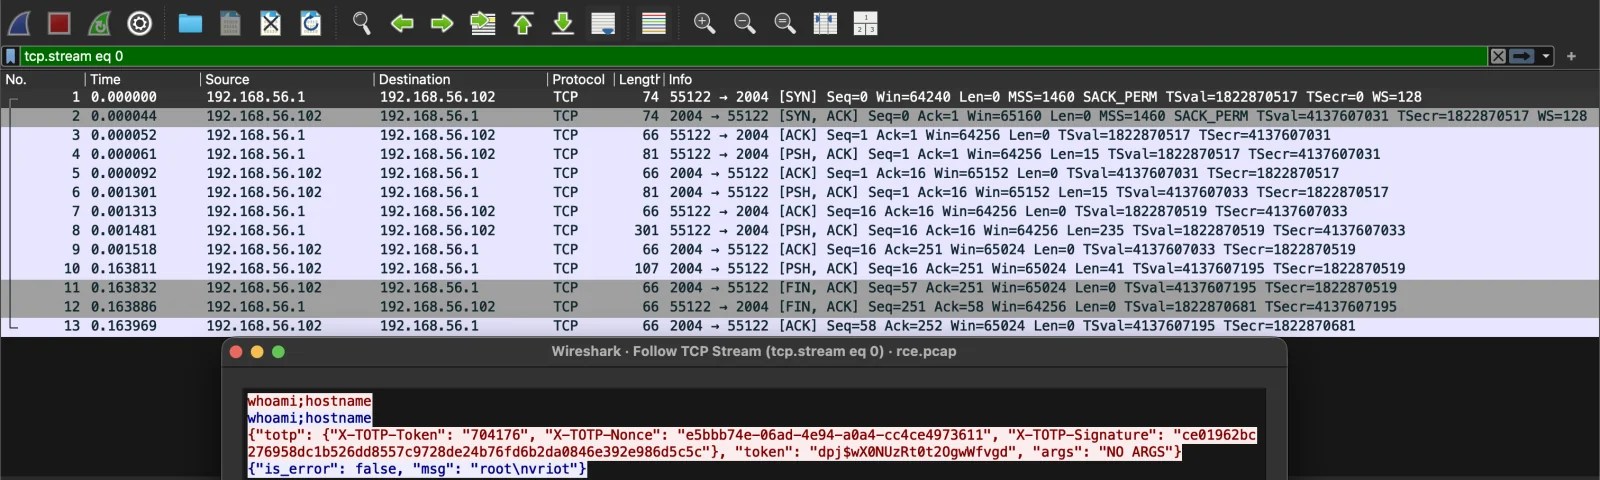 tcp.stream eq 0
No. Time Source Destination Protocol Length Info
1 0.000000 192.168.56.1 192.168.56.102 TCP 74 55122 → 2004 [SYN] Seq=0 Win=64240 Len=0 MSS=1460 SACK_PERM TSval=1822870517 TSecr=0 WS=128
2 0.000044 192.168.56.102 192.168.56.1 TCP 74 2004 → 55122 [SYN, ACK] Seq=0 Ack=1 Win=65160 Len=0 MSS=1460 SACK_PERM TSval=4137607031 TSecr=1822870517 WS=128
3 0.000052 192.168.56.1 192.168.56.102 TCP 66 55122 → 2004 [ACK] Seq=1 Ack=1 Win=64256 Len=0 TSval=1822870517 TSecr=4137607031
4 0.000061 192.168.56.1 192.168.56.102 TCP 81 55122 → 2004 [PSH, ACK] Seq=1 Ack=1 Win=64256 Len=15 TSval=1822870517 TSecr=4137607031
5 0.000092 192.168.56.102 192.168.56.1 TCP 66 2004 → 55122 [ACK] Seq=1 Ack=16 Win=65152 Len=0 TSval=4137607031 TSecr=1822870517
6 0.001301 192.168.56.102 192.168.56.1 TCP 81 2004 → 55122 [PSH, ACK] Seq=1 Ack=16 Win=65152 Len=15 TSval=4137607033 TSecr=1822870517
7 0.001313 192.168.56.1 192.168.56.102 TCP 66 55122 → 2004 [ACK] Seq=16 Ack=16 Win=64256 Len=0 TSval=1822870519 TSecr=4137607033
8 0.001481 192.168.56.1 192.168.56.102 TCP 301 55122 → 2004 [PSH, ACK] Seq=16 Ack=16 Win=64256 Len=235 TSval=1822870519 TSecr=4137607033
9 0.001518 192.168.56.102 192.168.56.1 TCP 66 2004 → 55122 [ACK] Seq=16 Ack=251 Win=65024 Len=0 TSval=4137607033 TSecr=1822870519
10 0.163811 192.168.56.102 192.168.56.1 TCP 107 2004 → 55122 [PSH, ACK] Seq=16 Ack=251 Win=65024 Len=41 TSval=4137607195 TSecr=1822870519
11 0.163832 192.168.56.102 192.168.56.1 TCP 66 2004 → 55122 [FIN, ACK] Seq=57 Ack=251 Win=65024 Len=0 TSval=4137607195 TSecr=1822870519
12 0.163886 192.168.56.1 192.168.56.102 TCP 66 55122 → 2004 [FIN, ACK] Seq=251 Ack=58 Win=64256 Len=0 TSval=1822870681 TSecr=4137607195
13 0.163969 192.168.56.102 192.168.56.1 TCP 66 2004 → 55122 [ACK] Seq=58 Ack=252 Win=65024 Len=0 TSval=4137607195 TSecr=1822870681
Wireshark · Follow TCP Stream (tcp.stream eq 0) · rce.pcap
whoami;hostname
whoami;hostname
{"totp": {"X-TOTP-Token": "704176", "X-TOTP-Nonce": "e5bbb74e-06ad-4e94-a0a4-cc4ce4973611", "X-TOTP-Signature": "ce01962bc
276958dc1b526dd8557c9728de24b76fd6b2da0846e392e986d5c5c"}, "token": "dpj$wX0NUzRt0t2OgwWfvgd", "args": "NO ARGS"}
{"is_error": false, "msg": "root\nvriot"}